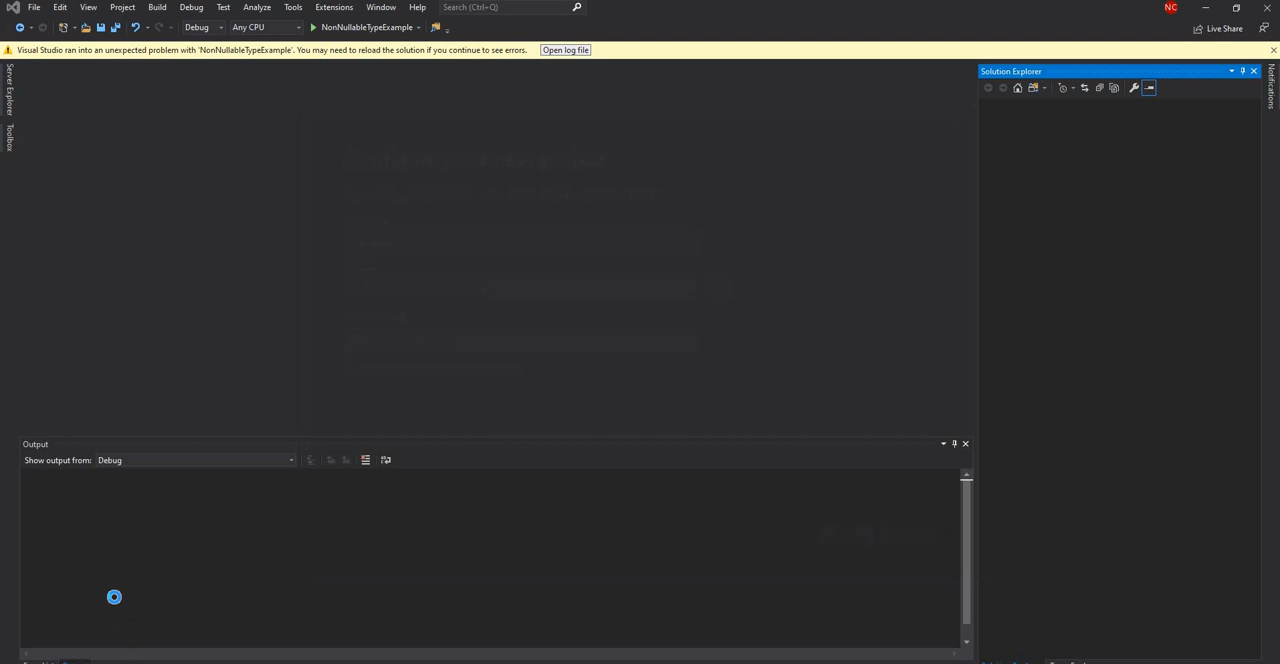 File Edit View Project Build Debug Test Analyze Tools Extensions Window Help Search (Ctrl+Q) NC
Debug Any CPU NonNullableTypeExample Live Share
Visual Studio ran into an unexpected problem with 'NonNullableTypeExample'. You may need to reload the solution if you continue to see errors. Open log file
Server Explorer
Toolbox
Solution Explorer
Notifications
Output
Show output from: Debug